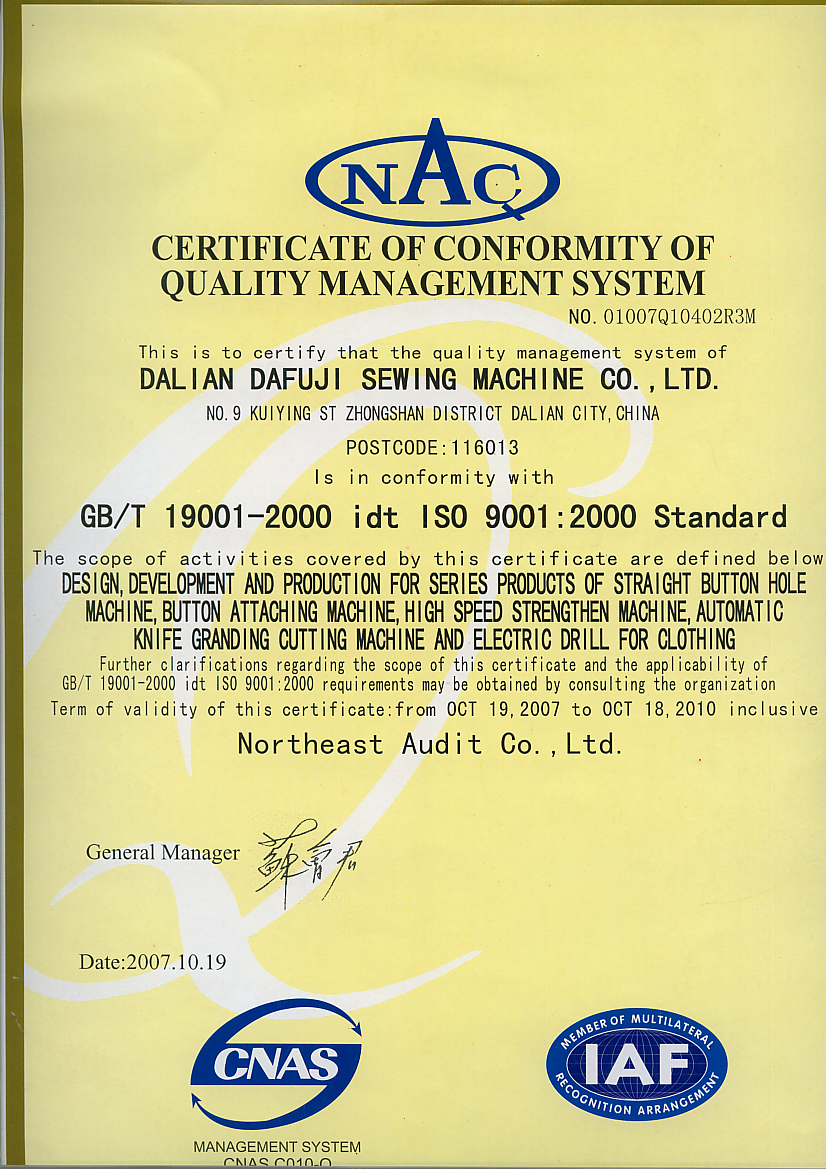 NAC
CERTIFICATE OF CONFORMITY OF
QUALITY MANAGEMENT SYSTEM
NO. 01007Q10402R3M
This is to certify that the quality management system of
DALIAN DAFUJI SEWING MACHINE CO.,LTD.
NO.9 KUIYING ST ZHONGSHAN DISTRICT DALIAN CITY,CHINA
POSTCODE:116013
Is in conformity with
GB/T 19001-2000 idt ISO 9001:2000 Standard
The scope of activities covered by this certificate are defined below
DESIGN,DEVELOPMENT AND PRODUCTION FOR SERIES PRODUCTS OF STRAIGHT BUTTON HOLE
MACHINE,BUTTON ATTACHING MACHINE,HIGH SPEED STRENGTHEN MACHINE,AUTOMATIC
KNIFE GRANDING CUTTING MACHINE AND ELECTRIC DRILL FOR CLOTHING
Further clarifications regarding the scope of this certificate and the applicability of
GB/T 19001-2000 idt ISO 9001:2000 requirements may be obtained by consulting the organization
Term of validity of this certificate:from OCT 19,2007 to OCT 18,2010 inclusive
Northeast Audit Co.,Ltd.
General Manager
Date:2007.10.19
CNAS
MANAGEMENT SYSTEM
CNAS C010-Q
MEMBER OF MULTILATERAL
IAF
RECOGNITION ARRANGEMENT